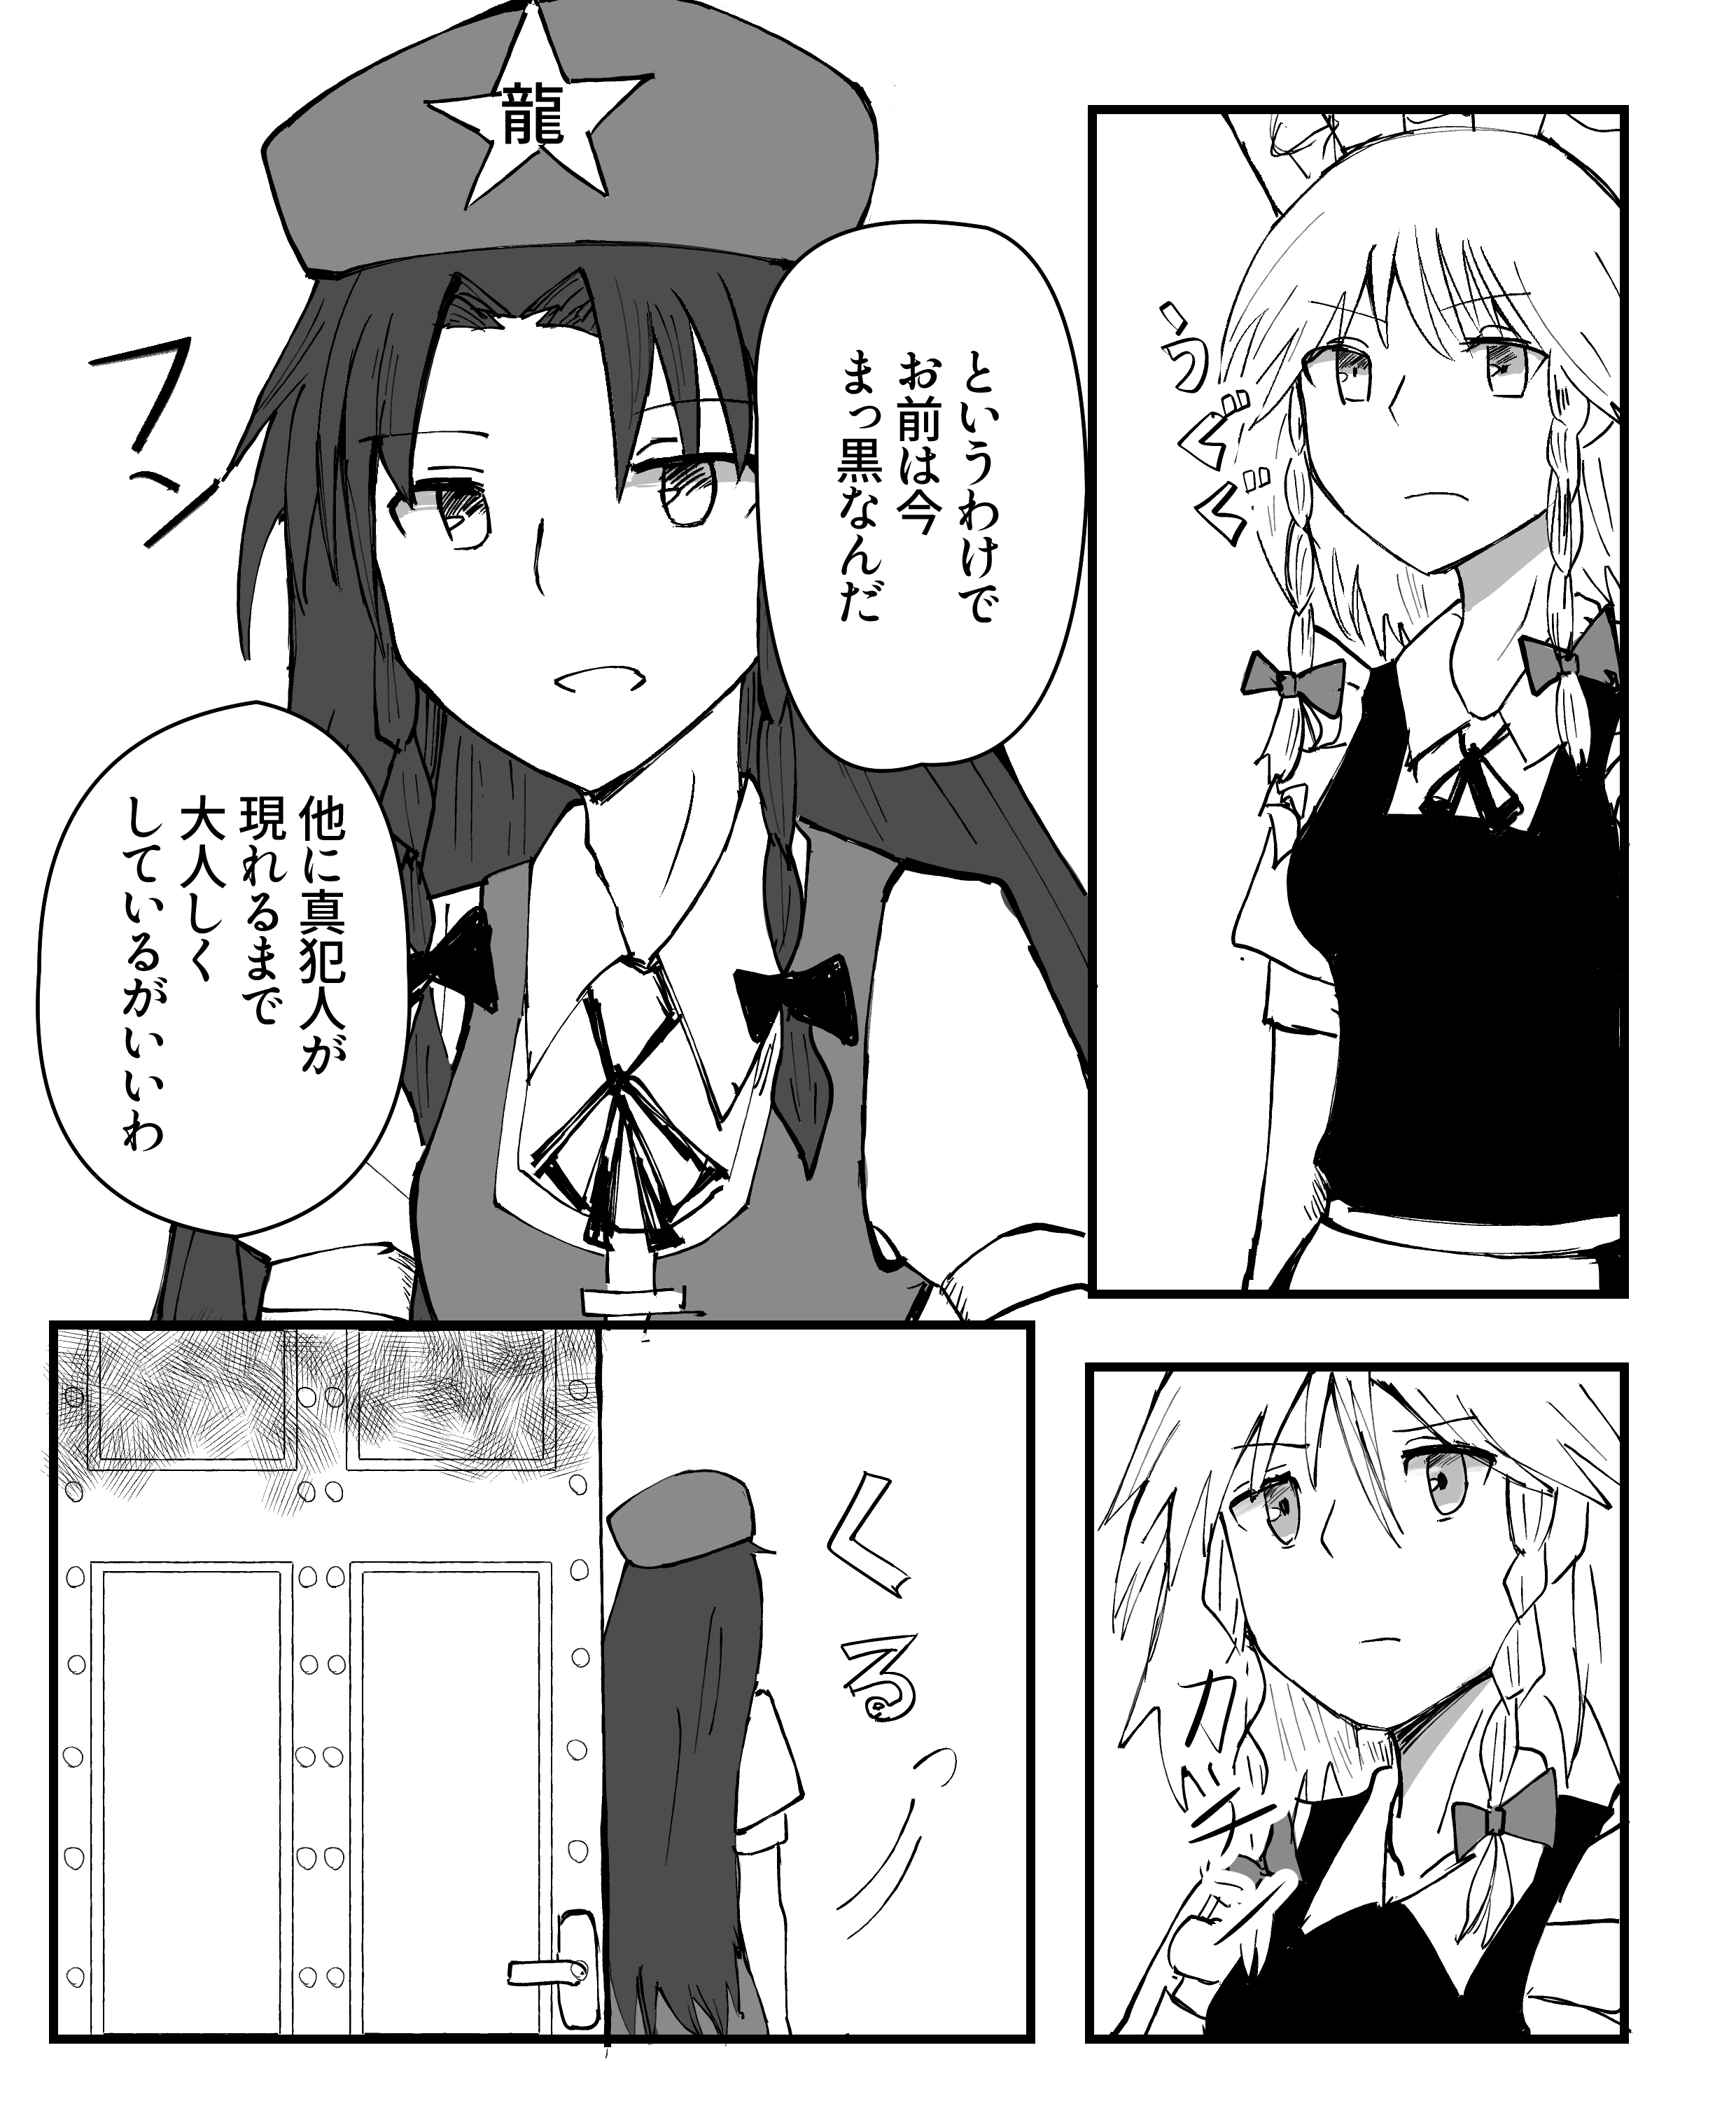 うぐぐ
龍
というわけで
お前は今
まっ黒なんだ
フン
他に真犯人が
現れるまで
大人しく
しているがいいわ
ガチ
くるっ